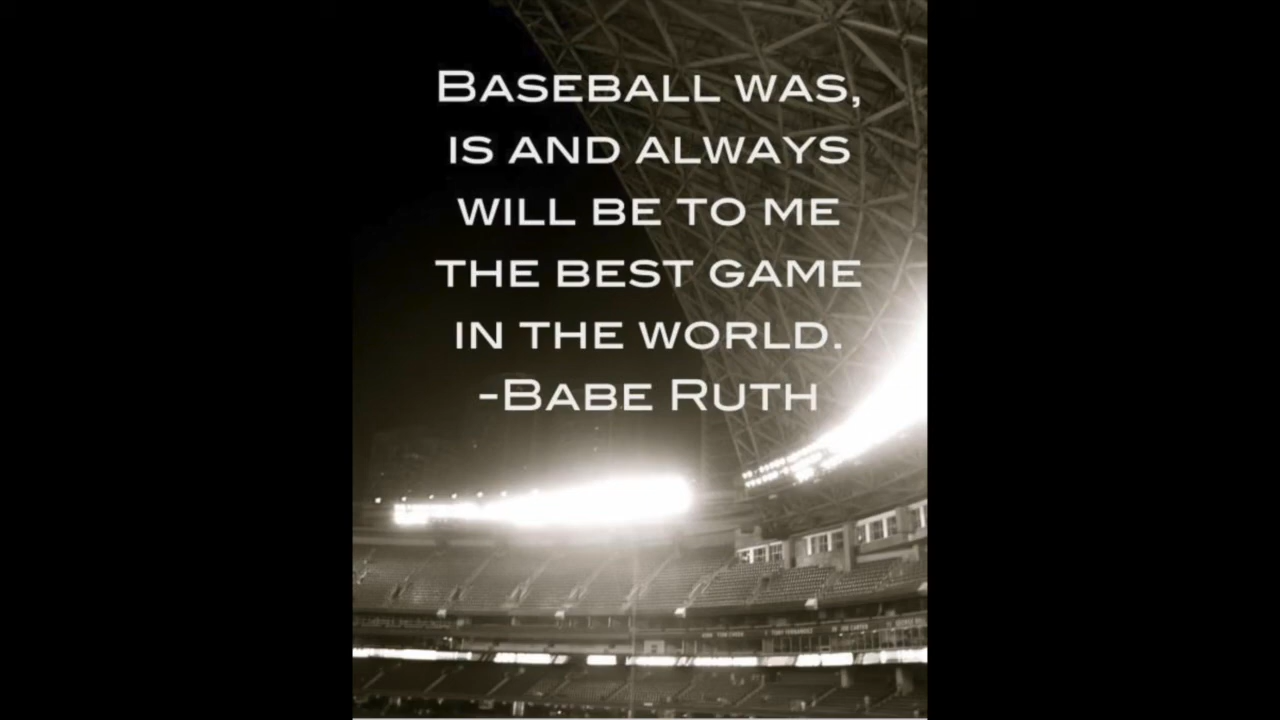 Baseball was,
is and always
will be to me
the best game
in the world.
-Babe Ruth